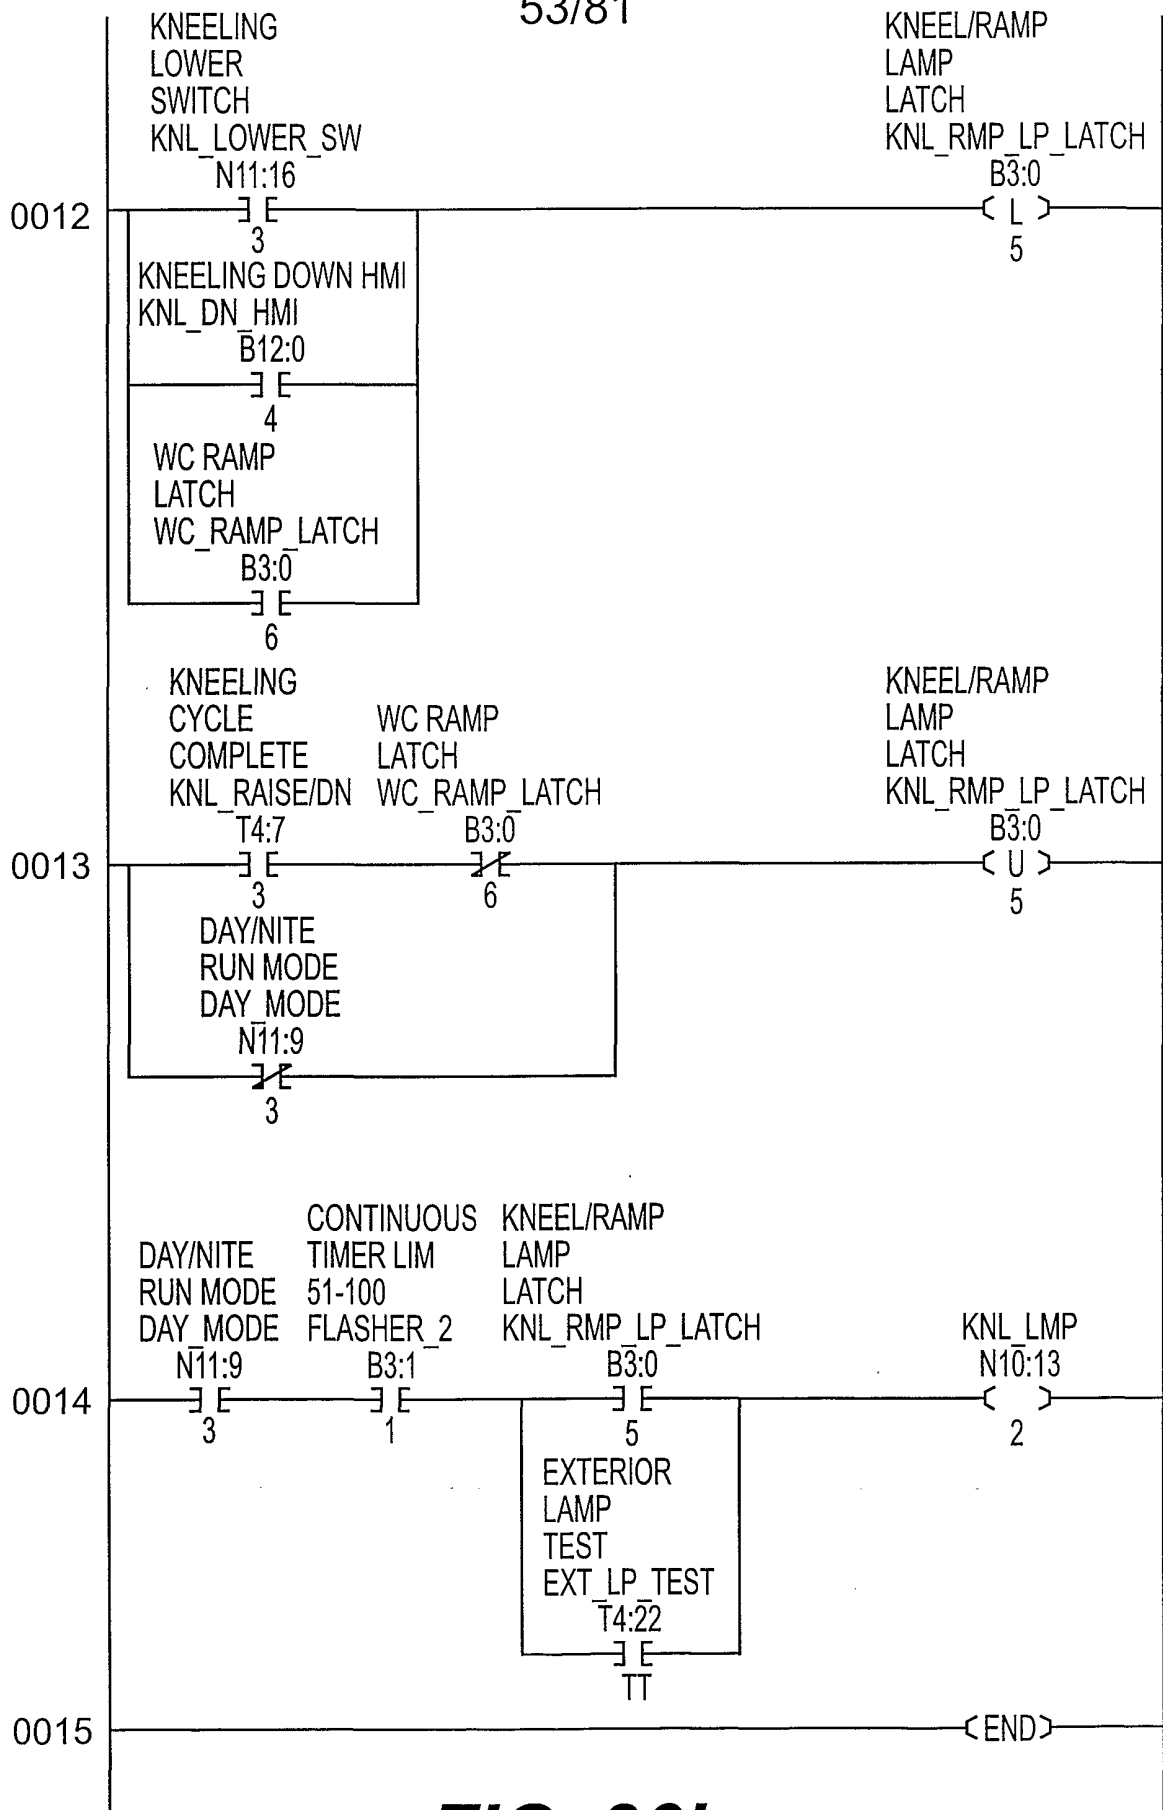 53/81
KNEELING
LOWER
SWITCH
KNL_LOWER_SW
N11:16
3
KNEEL/RAMP
LAMP
LATCH
KNL_RMP_LP_LATCH
B3:0
L
5
0012
KNEELING DOWN HMI
KNL_DN_HMI
B12:0
4
WC RAMP
LATCH
WC_RAMP_LATCH
B3:0
6
KNEELING
CYCLE
COMPLETE
KNL_RAISE/DN
T4:7
3
WC RAMP
LATCH
WC_RAMP_LATCH
B3:0
6
KNEEL/RAMP
LAMP
LATCH
KNL_RMP_LP_LATCH
B3:0
U
5
0013
DAY/NITE
RUN MODE
DAY_MODE
N11:9
3
DAY/NITE
RUN MODE
DAY_MODE
N11:9
3
CONTINUOUS
TIMER LIM
51-100
FLASHER_2
B3:1
1
KNEEL/RAMP
LAMP
LATCH
KNL_RMP_LP_LATCH
B3:0
5
KNL_LMP
N10:13
2
0014
EXTERIOR
LAMP
TEST
EXT_LP_TEST
T4:22
TT
0015
END